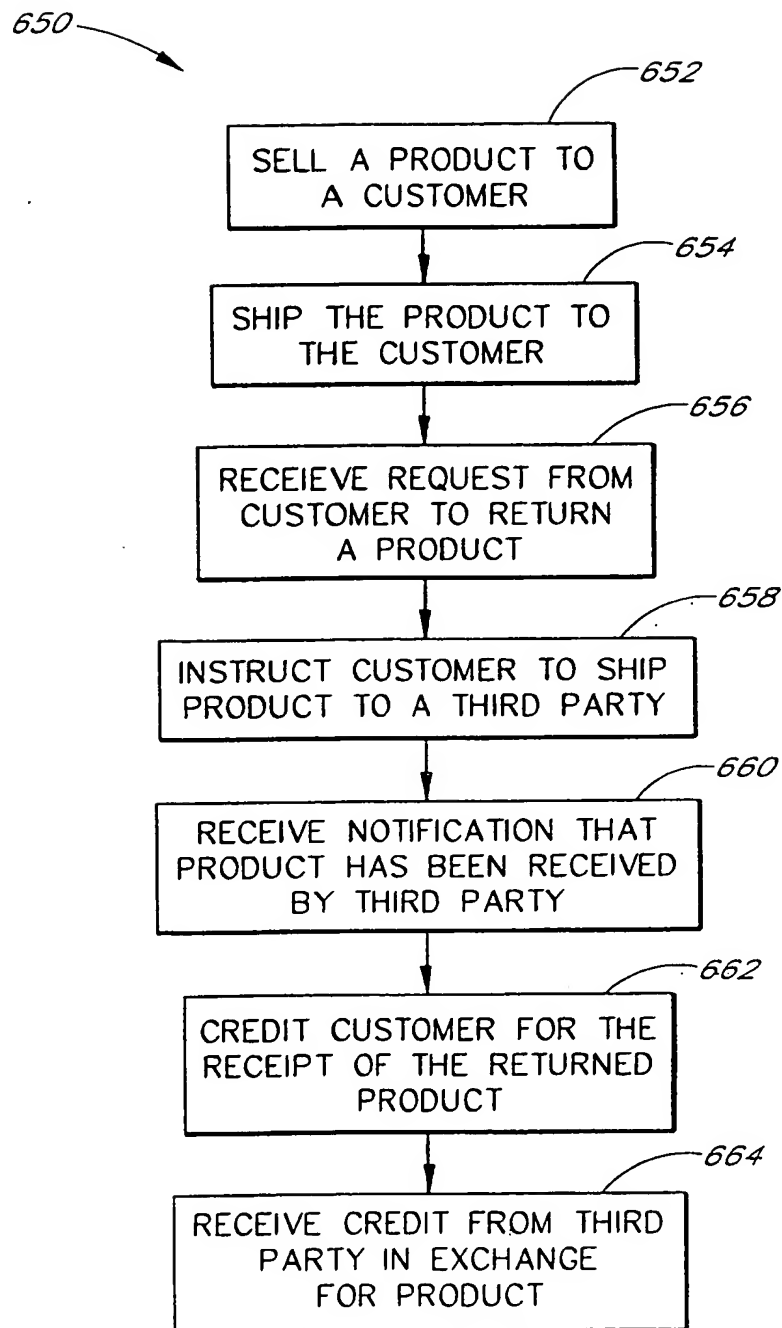 650
652
SELL A PRODUCT TO
A CUSTOMER
654
SHIP THE PRODUCT TO
THE CUSTOMER
656
RECEIEVE REQUEST FROM
CUSTOMER TO RETURN
A PRODUCT
658
INSTRUCT CUSTOMER TO SHIP
PRODUCT TO A THIRD PARTY
660
RECEIVE NOTIFICATION THAT
PRODUCT HAS BEEN RECEIVED
BY THIRD PARTY
662
CREDIT CUSTOMER FOR THE
RECEIPT OF THE RETURNED
PRODUCT
664
RECEIVE CREDIT FROM THIRD
PARTY IN EXCHANGE
FOR PRODUCT